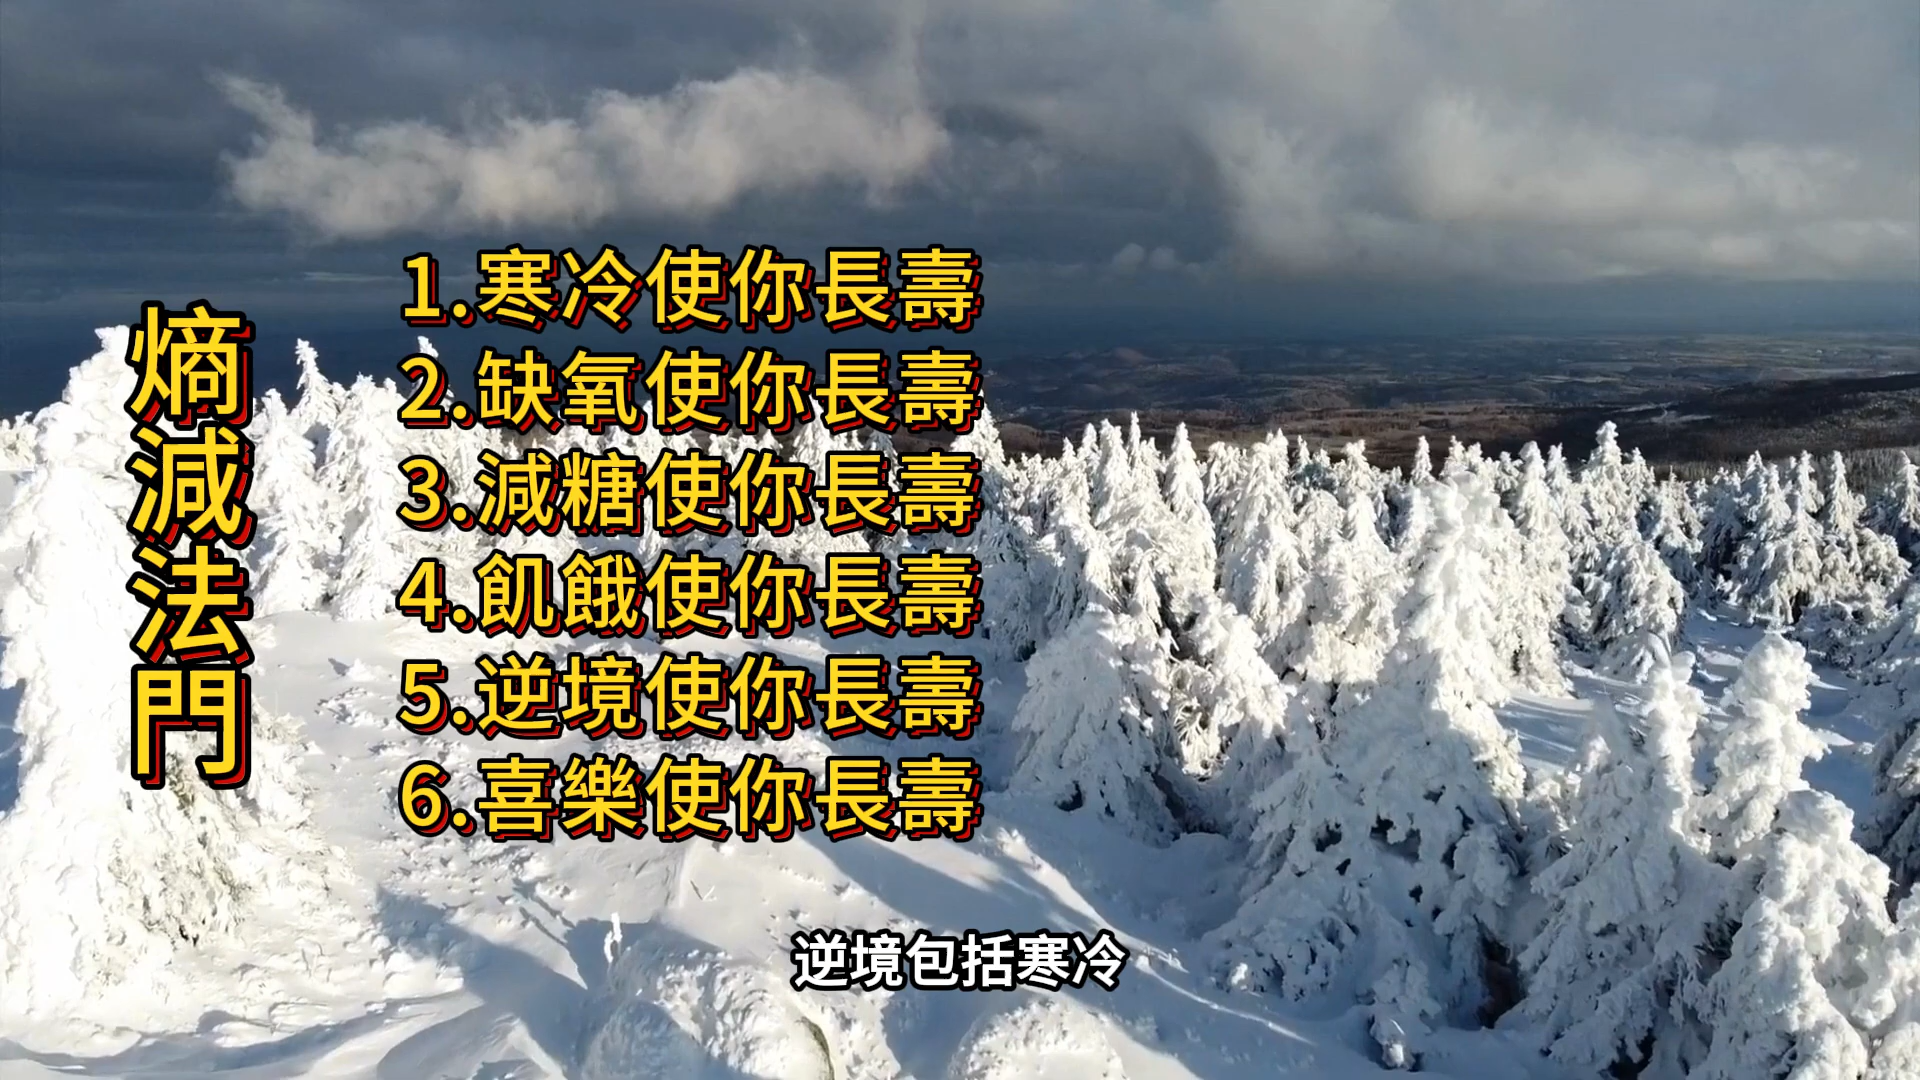 熵減法門
1.寒冷使你長壽
2.缺氧使你長壽
3.減糖使你長壽
4.飢餓使你長壽
5.逆境使你長壽
6.喜樂使你長壽
逆境包括寒冷